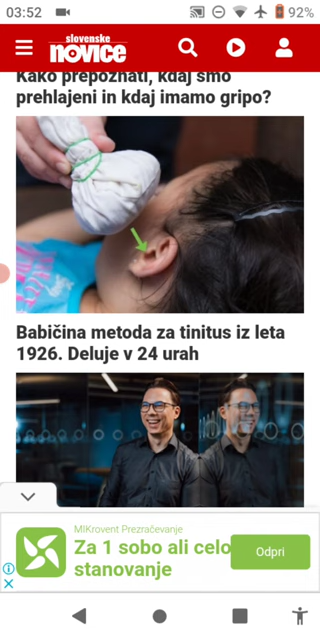 03:52
92%
slovenske
novice
Kako prepoznati, kdaj smo
prehlajeni in kdaj imamo gripo?
Babičina metoda za tinitus iz leta
1926. Deluje v 24 urah
MIKrovent Prezračevanje
Za 1 sobo ali celo
stanovanje
Odpri